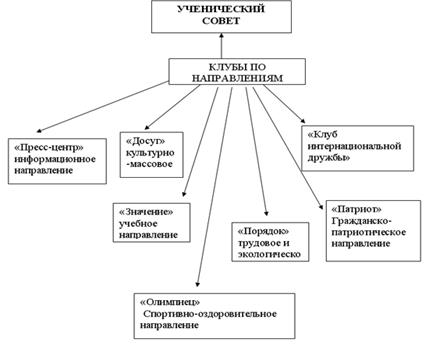 УЧЕНИЧЕСКИЙ
СОВЕТ
КЛУБЫ ПО
НАПРАВЛЕНИЯМ
«Пресс-центр»
информационное
направление
«Досуг»
культурно
-массовое
«Клуб
интернациональной
дружбы»
«Значение»
учебное
направление
«Порядок»
трудовое и
экологическо
«Патриот»
Гражданско-
патриотическое
направление
«Олимпиец»
Спортивно-оздоровительное
направление